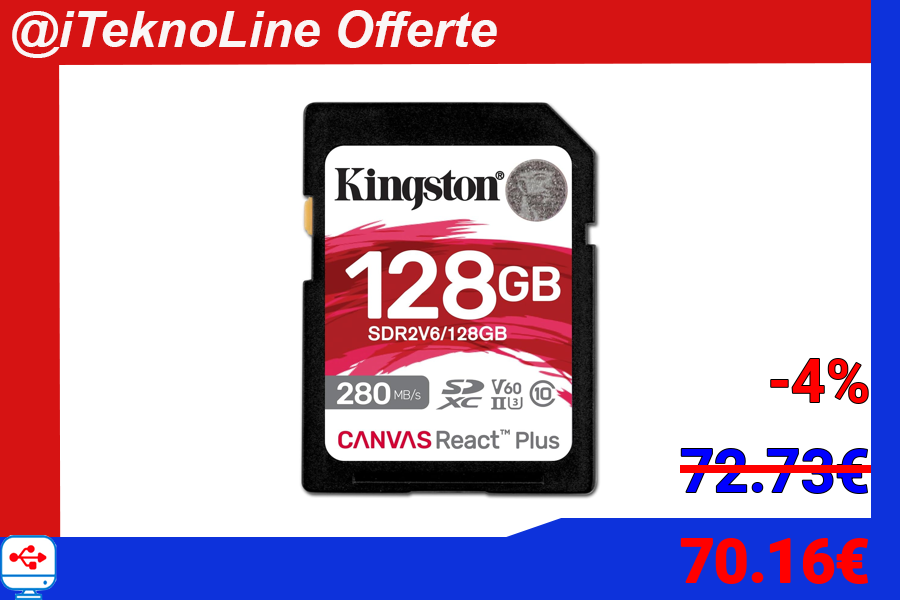 @iTeknoLine Offerte
Kingston®
128GB
SDR2V6/128GB
280 MB/s
SD XC
V60
II U3
10
CANVAS React™ Plus
-4%
72.73€
70.16€